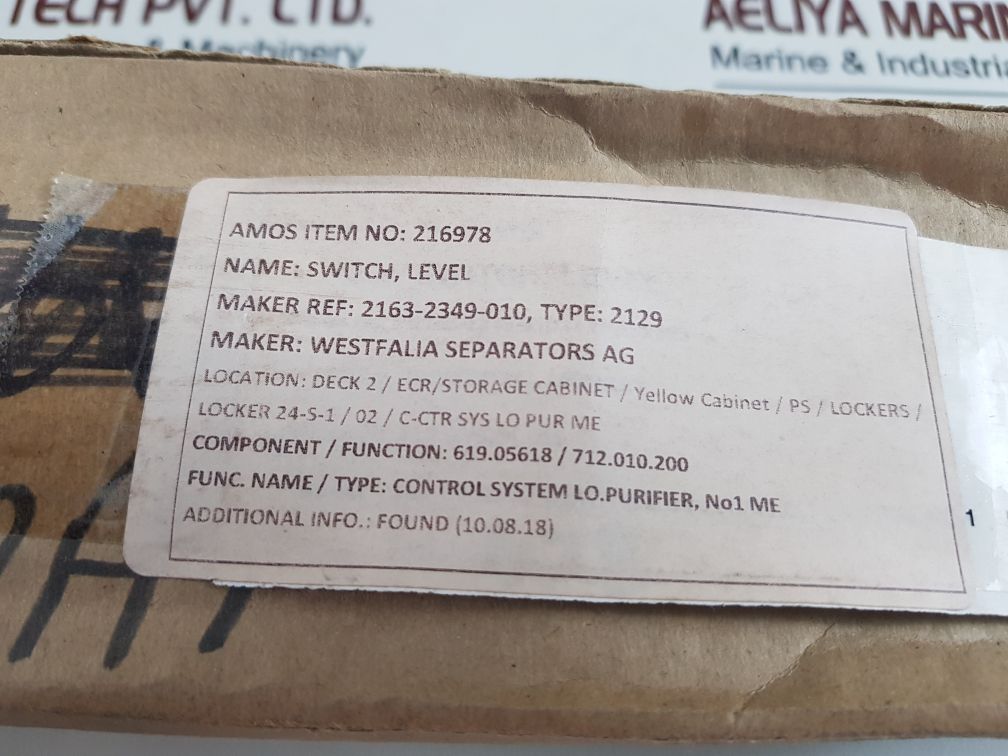 TECH PVT. LTD.
& Machinery
AELIYA MARIN
Marine & Industria
AMOS ITEM NO: 216978
NAME: SWITCH, LEVEL
MAKER REF: 2163-2349-010, TYPE: 2129
MAKER: WESTFALIA SEPARATORS AG
LOCATION: DECK 2 / ECR/STORAGE CABINET / Yellow Cabinet / PS / LOCKERS /
LOCKER 24-S-1 / 02 / C-CTR SYS LO PUR ME
COMPONENT / FUNCTION: 619.05618 / 712.010.200
FUNC. NAME / TYPE: CONTROL SYSTEM LO.PURIFIER, No1 ME
ADDITIONAL INFO.: FOUND (10.08.18)
1